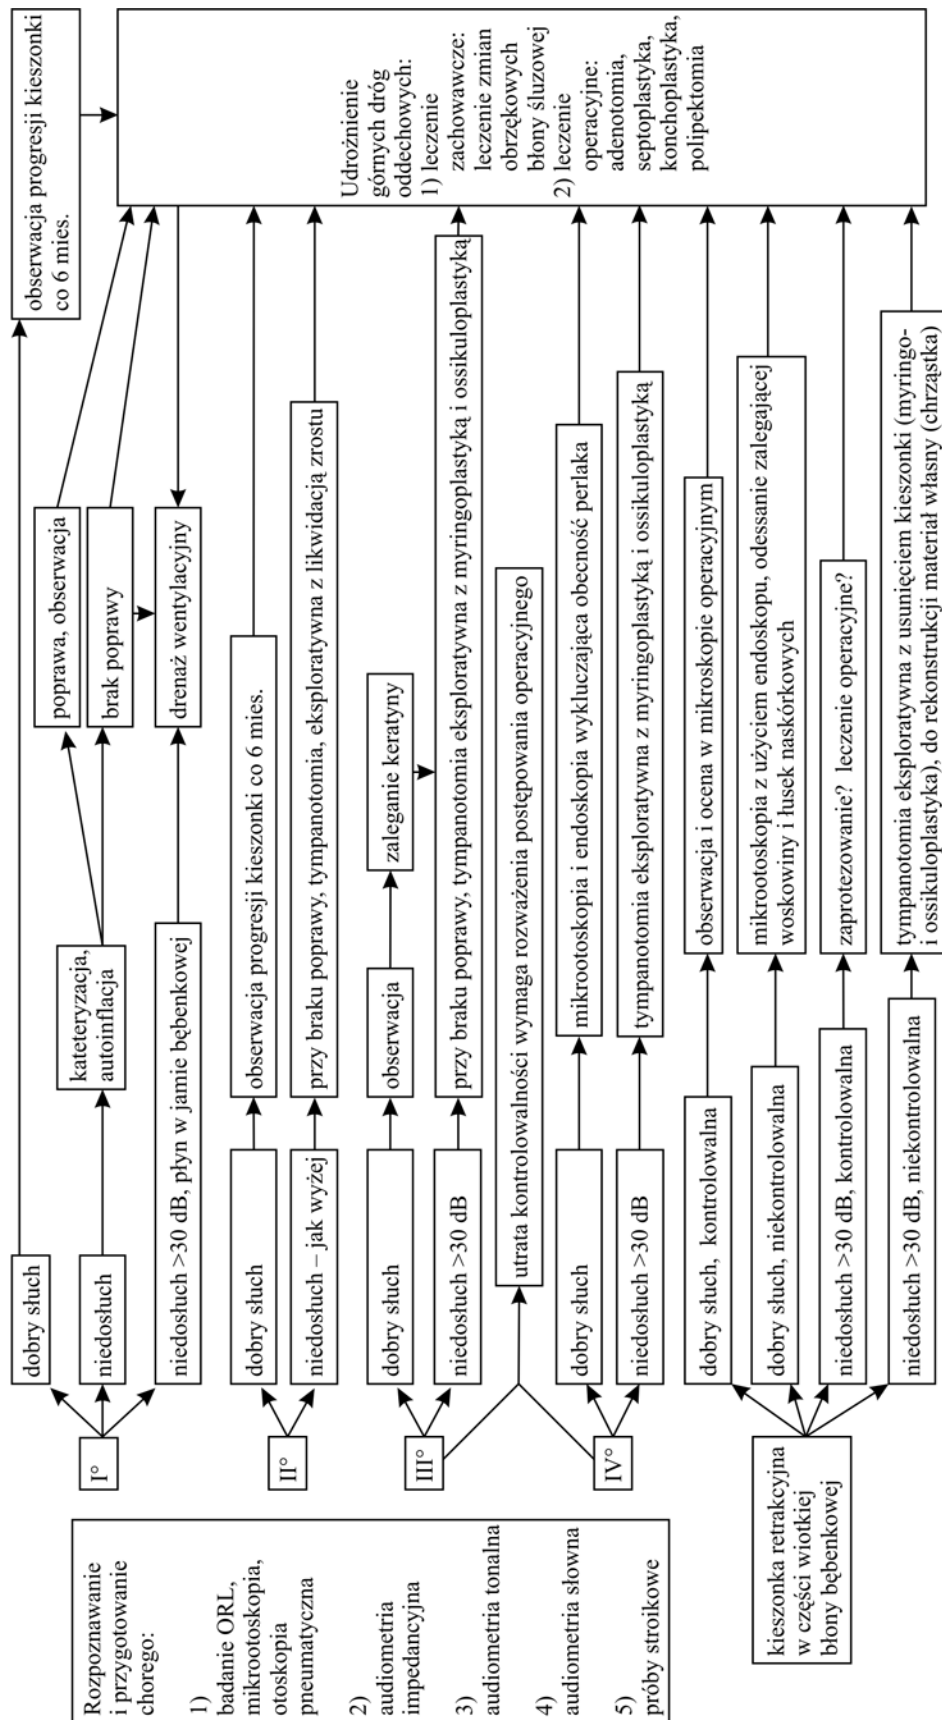 Rozpoznawanie
i przygotowanie
chorego:
1)
badanie ORL,
mikrootoskopia,
otoskopia
pneumatyczna
2)
audiometria
impedancyjna
3)
audiometria tonalna
4)
audiometria słowna
5)
próby stroikowe
I°
dobry słuch
obserwacja progresji kieszonki
co 6 mies.
niedosłuch
kateteryzacja,
autoinflacja
poprawa, obserwacja
brak poprawy
niedosłuch >30 dB, płyn w jamie bębenkowej
drenaż wentylacyjny
II°
dobry słuch
obserwacja progresji kieszonki co 6 mies.
niedosłuch – jak wyżej
przy braku poprawy, tympanotomia, eksploratywna z likwidacją zrostu
III°
dobry słuch
obserwacja
zaleganie keratyny
niedosłuch >30 dB
przy braku poprawy, tympanotomia eksploratywna z myringoplastyką i ossikuloplastyką
utrata kontrolowalności wymaga rozważenia postępowania operacyjnego
IV°
dobry słuch
mikrootoskopia i endoskopia wykluczająca obecność perlaka
niedosłuch >30 dB
tympanotomia eksploratywna z myringoplastyką i ossikuloplastyką
kieszonka retrakcyjna
w części wiotkiej
błony bębenkowej
dobry słuch, kontrolowalna
obserwacja i ocena w mikroskopie operacyjnym
dobry słuch, niekontrolowalna
mikrootoskopia z użyciem endoskopu, odessanie zalegającej
woskowiny i łusek naskórkowych
niedosłuch >30 dB, kontrolowalna
zaprotezowanie? leczenie operacyjne?
niedosłuch >30 dB, niekontrolowalna
tympanotomia eksploratywna z usunięciem kieszonki (myringo-
i ossikuloplastyka), do rekonstrukcji materiał własny (chrząstka)
Udrożnienie
górnych dróg
oddechowych:
1) leczenie
zachowawcze:
leczenie zmian
obrzękowych
błony śluzowej
2) leczenie
operacyjne:
adenotomia,
septoplastyka,
konchoplastyka,
polipektomia